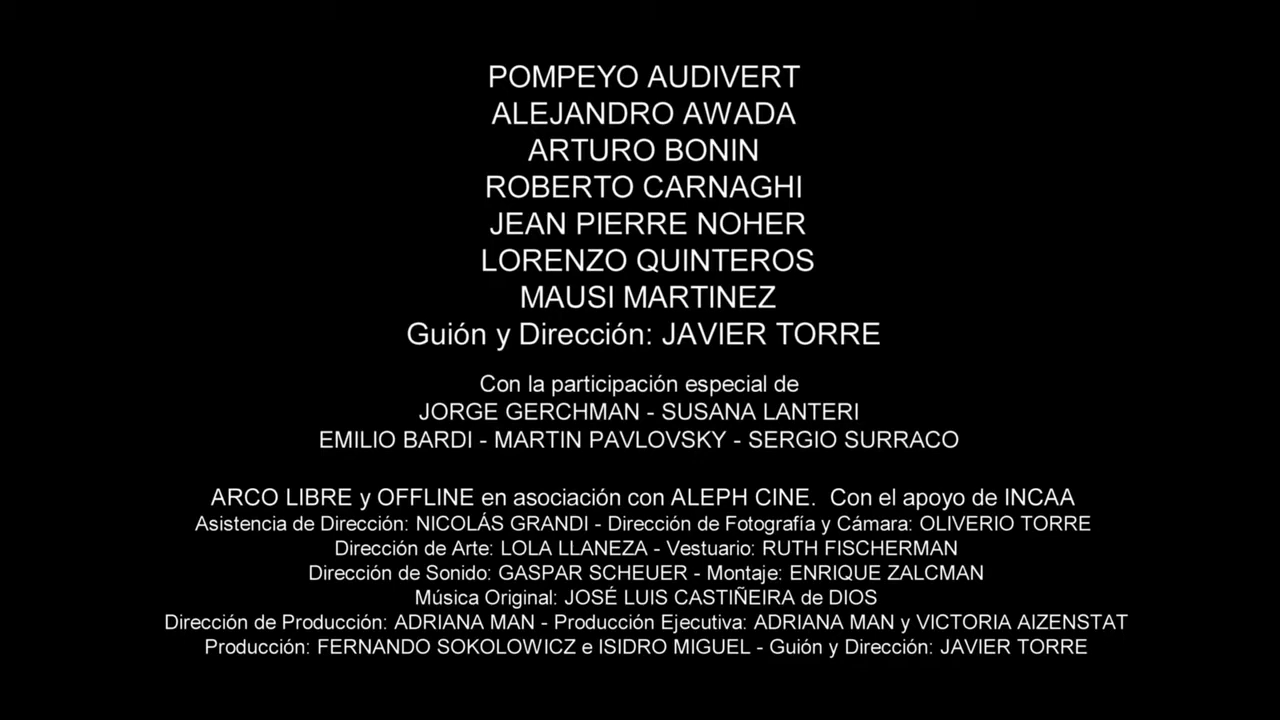 POMPEYO AUDIVERT
ALEJANDRO AWADA
ARTURO BONIN
ROBERTO CARNAGHI
JEAN PIERRE NOHER
LORENZO QUINTEROS
MAUSI MARTINEZ
Guión y Dirección: JAVIER TORRE
Con la participación especial de
JORGE GERCHMAN - SUSANA LANTERI
EMILIO BARDI - MARTIN PAVLOVSKY - SERGIO SURRACO
ARCO LIBRE y OFFLINE en asociación con ALEPH CINE.  Con el apoyo de INCAA
Asistencia de Dirección: NICOLÁS GRANDI - Dirección de Fotografía y Cámara: OLIVERIO TORRE
Dirección de Arte: LOLA LLANEZA - Vestuario: RUTH FISCHERMAN
Dirección de Sonido: GASPAR SCHEUER - Montaje: ENRIQUE ZALCMAN
Música Original: JOSÉ LUIS CASTIÑEIRA de DIOS
Dirección de Producción: ADRIANA MAN - Producción Ejecutiva: ADRIANA MAN y VICTORIA AIZENSTAT
Producción: FERNANDO SOKOLOWICZ e ISIDRO MIGUEL - Guión y Dirección: JAVIER TORRE